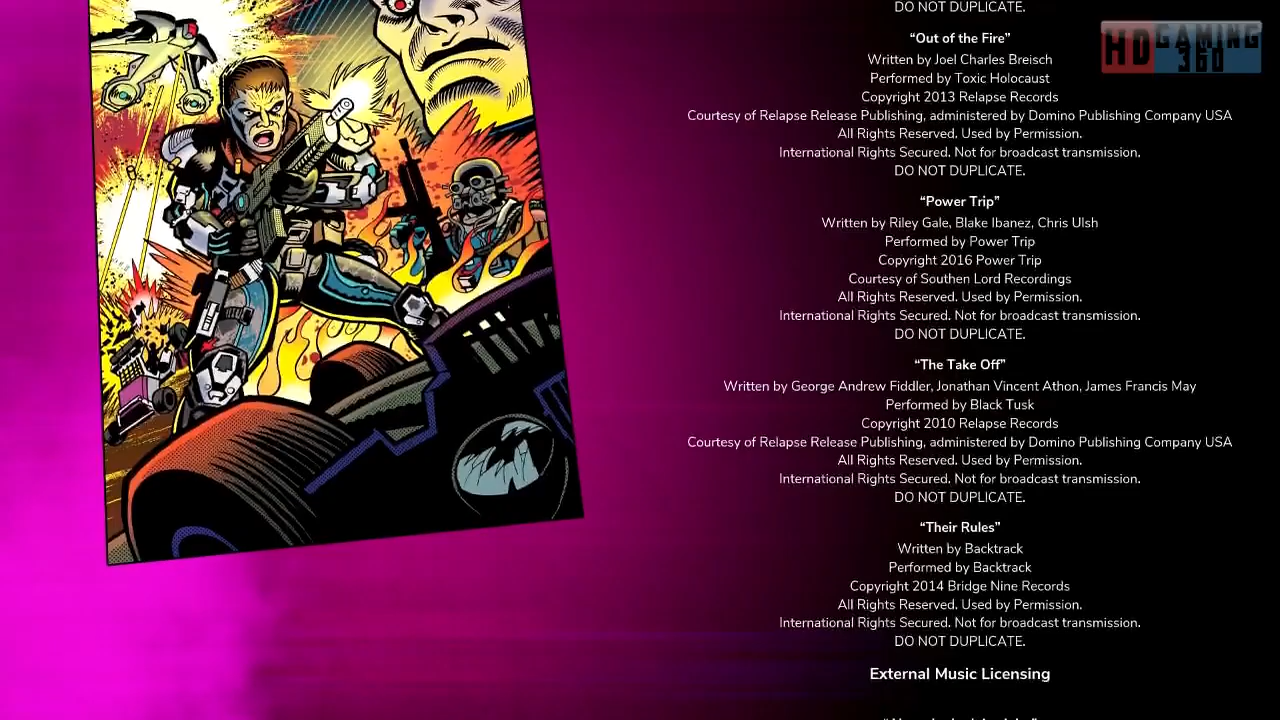 DO NOT DUPLICATE.
HD GAMING 360
“Out of the Fire”
Written by Joel Charles Breisch
Performed by Toxic Holocaust
Copyright 2013 Relapse Records
Courtesy of Relapse Release Publishing, administered by Domino Publishing Company USA
All Rights Reserved. Used by Permission.
International Rights Secured. Not for broadcast transmission.
DO NOT DUPLICATE.
“Power Trip”
Written by Riley Gale, Blake Ibanez, Chris Ulsh
Performed by Power Trip
Copyright 2016 Power Trip
Courtesy of Southen Lord Recordings
All Rights Reserved. Used by Permission.
International Rights Secured. Not for broadcast transmission.
DO NOT DUPLICATE.
“The Take Off”
Written by George Andrew Fiddler, Jonathan Vincent Athon, James Francis May
Performed by Black Tusk
Copyright 2010 Relapse Records
Courtesy of Relapse Release Publishing, administered by Domino Publishing Company USA
All Rights Reserved. Used by Permission.
International Rights Secured. Not for broadcast transmission.
DO NOT DUPLICATE.
“Their Rules”
Written by Backtrack
Performed by Backtrack
Copyright 2014 Bridge Nine Records
All Rights Reserved. Used by Permission.
International Rights Secured. Not for broadcast transmission.
DO NOT DUPLICATE.
External Music Licensing